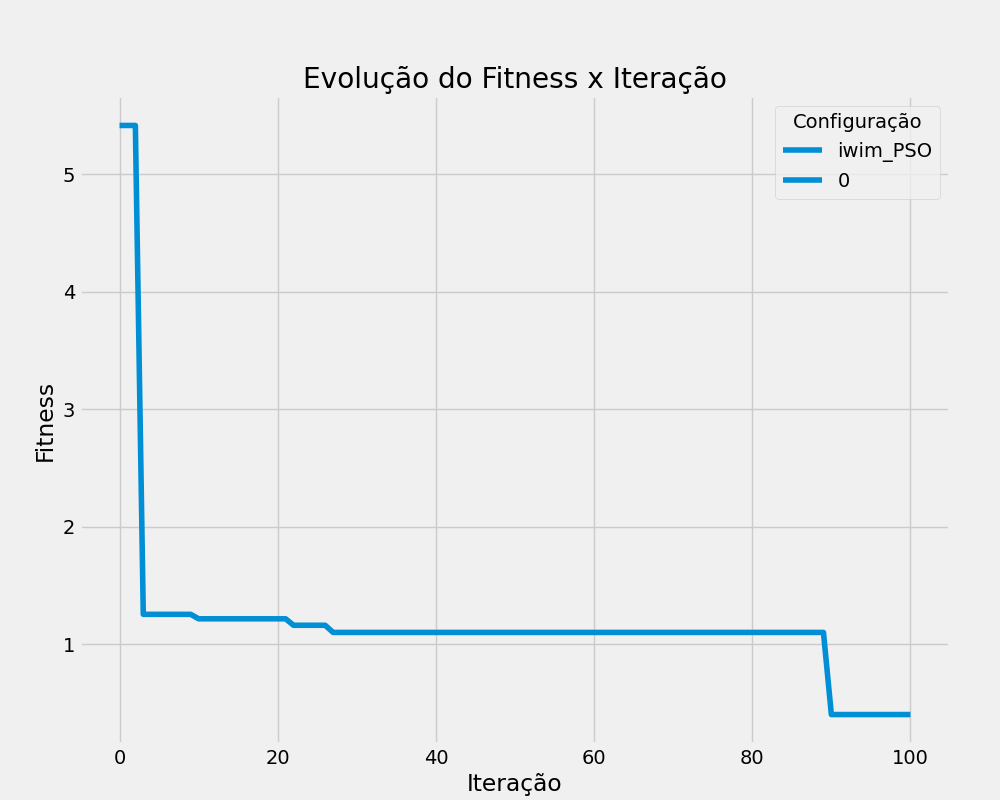 Evolução do Fitness x Iteração
Configuração
iwim_PSO
0
5
4
3
2
1
Fitness
0 20 40 60 80 100
Iteração